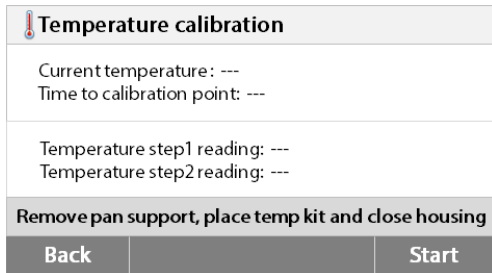 Temperature calibration
Current temperature: ---
Time to calibration point: ---
Temperature step1 reading: ---
Temperature step2 reading: ---
Remove pan support, place temp kit and close housing
Back Start